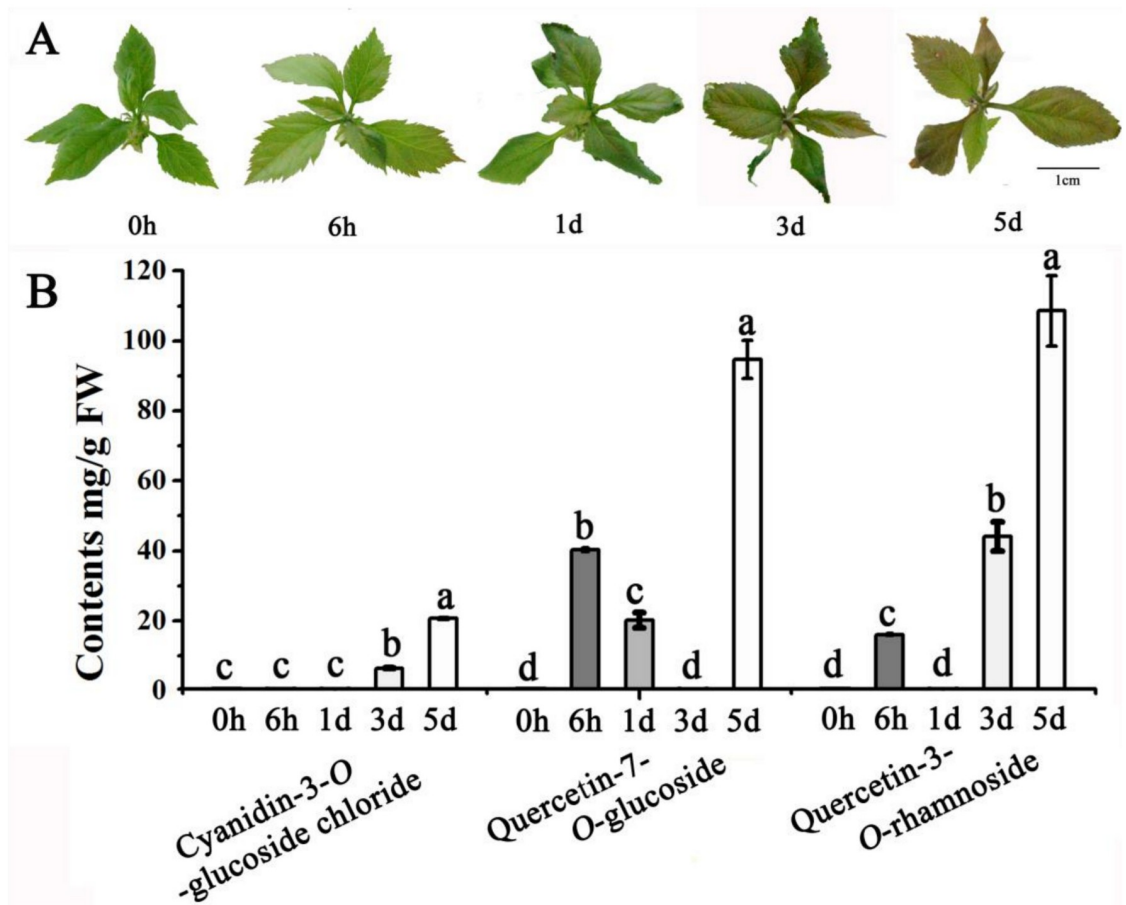 A
0h 6h 1d 3d 5d
1cm
B
Contents mg/g FW
120
100
80
60
40
20
0
c c c b a d b c d a d c d b a
0h 6h 1d 3d 5d 0h 6h 1d 3d 5d 0h 6h 1d 3d 5d
Cyanidin-3-O
-glucoside chloride
Quercetin-7-
O-glucoside
Quercetin-3-
O-rhamnoside